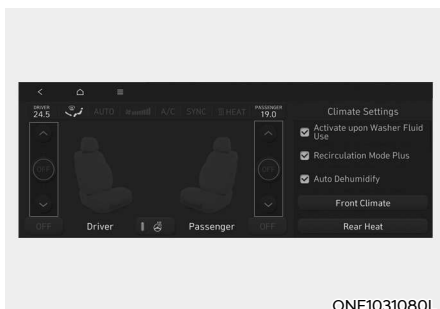 DRIVER
24.5
AUTO
A/C
SYNC
HEAT
PASSENGER
19.0
OFF
OFF
OFF
Driver
Passenger
OFF
Climate Settings
Activate upon Washer Fluid
Use
Recirculation Mode Plus
Auto Dehumidify
Front Climate
Rear Heat
ONE1031080L